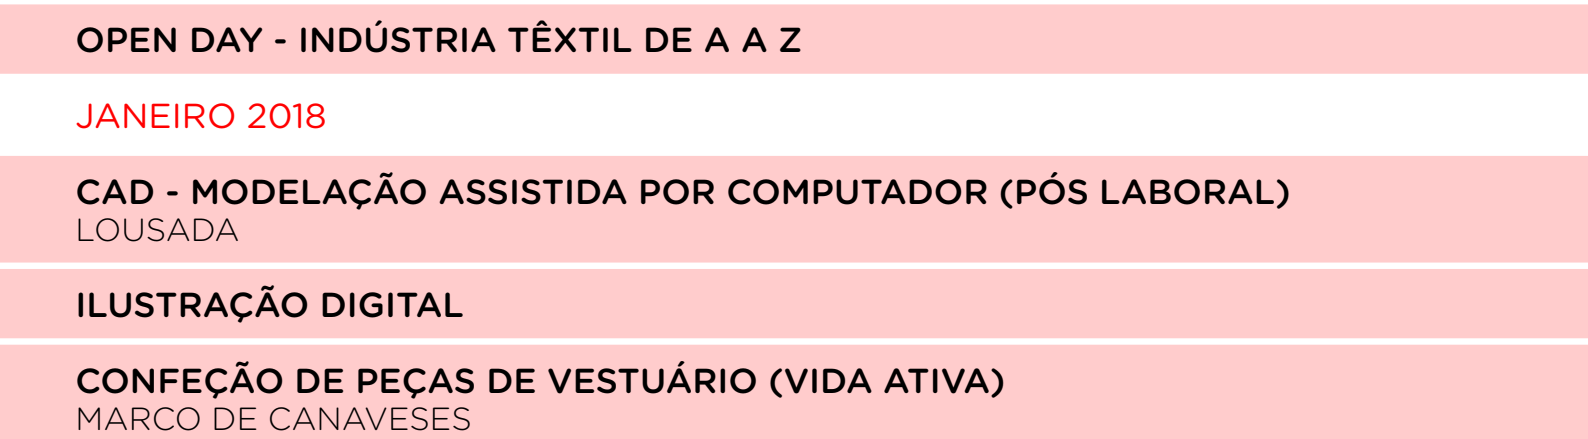 OPEN DAY - INDÚSTRIA TÊXTIL DE A A Z
JANEIRO 2018
CAD - MODELAÇÃO ASSISTIDA POR COMPUTADOR (PÓS LABORAL)
LOUSADA
ILUSTRAÇÃO DIGITAL
CONFEÇÃO DE PEÇAS DE VESTUÁRIO (VIDA ATIVA)
MARCO DE CANAVESES